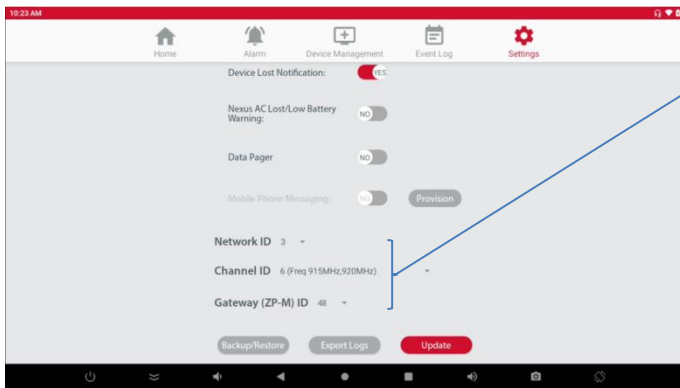 10:23 AM
Home
Alarm
Device Management
Event Log
Settings
Device Lost Notification:
YES
Nexus AC Lost/Low Battery
Warning:
NO
Data Pager
NO
Mobile Phone Messaging:
NO
Provision
Network ID 3
Channel ID 6 (Freq 915MHz,920MHz)
Gateway (ZP-M) ID 48
Backup/Restore
Export Logs
Update